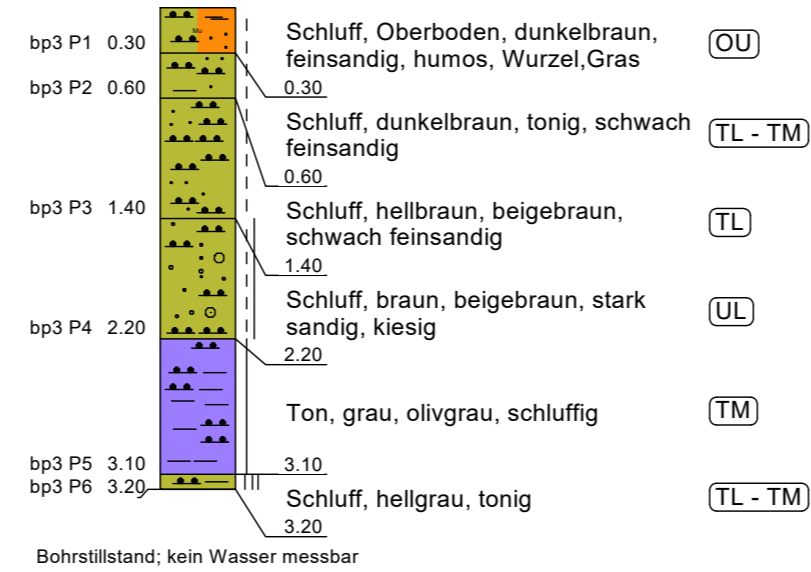 bp3 P1 0.30
Schluff, Oberboden, dunkelbraun,
feinsandig, humos, Wurzel,Gras
OU
Mu
0.30
bp3 P2 0.60
Schluff, dunkelbraun, tonig, schwach
feinsandig
TL - TM
0.60
bp3 P3 1.40
Schluff, hellbraun, beigebraun,
schwach feinsandig
TL
1.40
Schluff, braun, beigebraun, stark
sandig, kiesig
UL
bp3 P4 2.20
2.20
Ton, grau, olivgrau, schluffig
TM
bp3 P5 3.10
3.10
bp3 P6 3.20
Schluff, hellgrau, tonig
TL - TM
3.20
Bohrstillstand; kein Wasser messbar